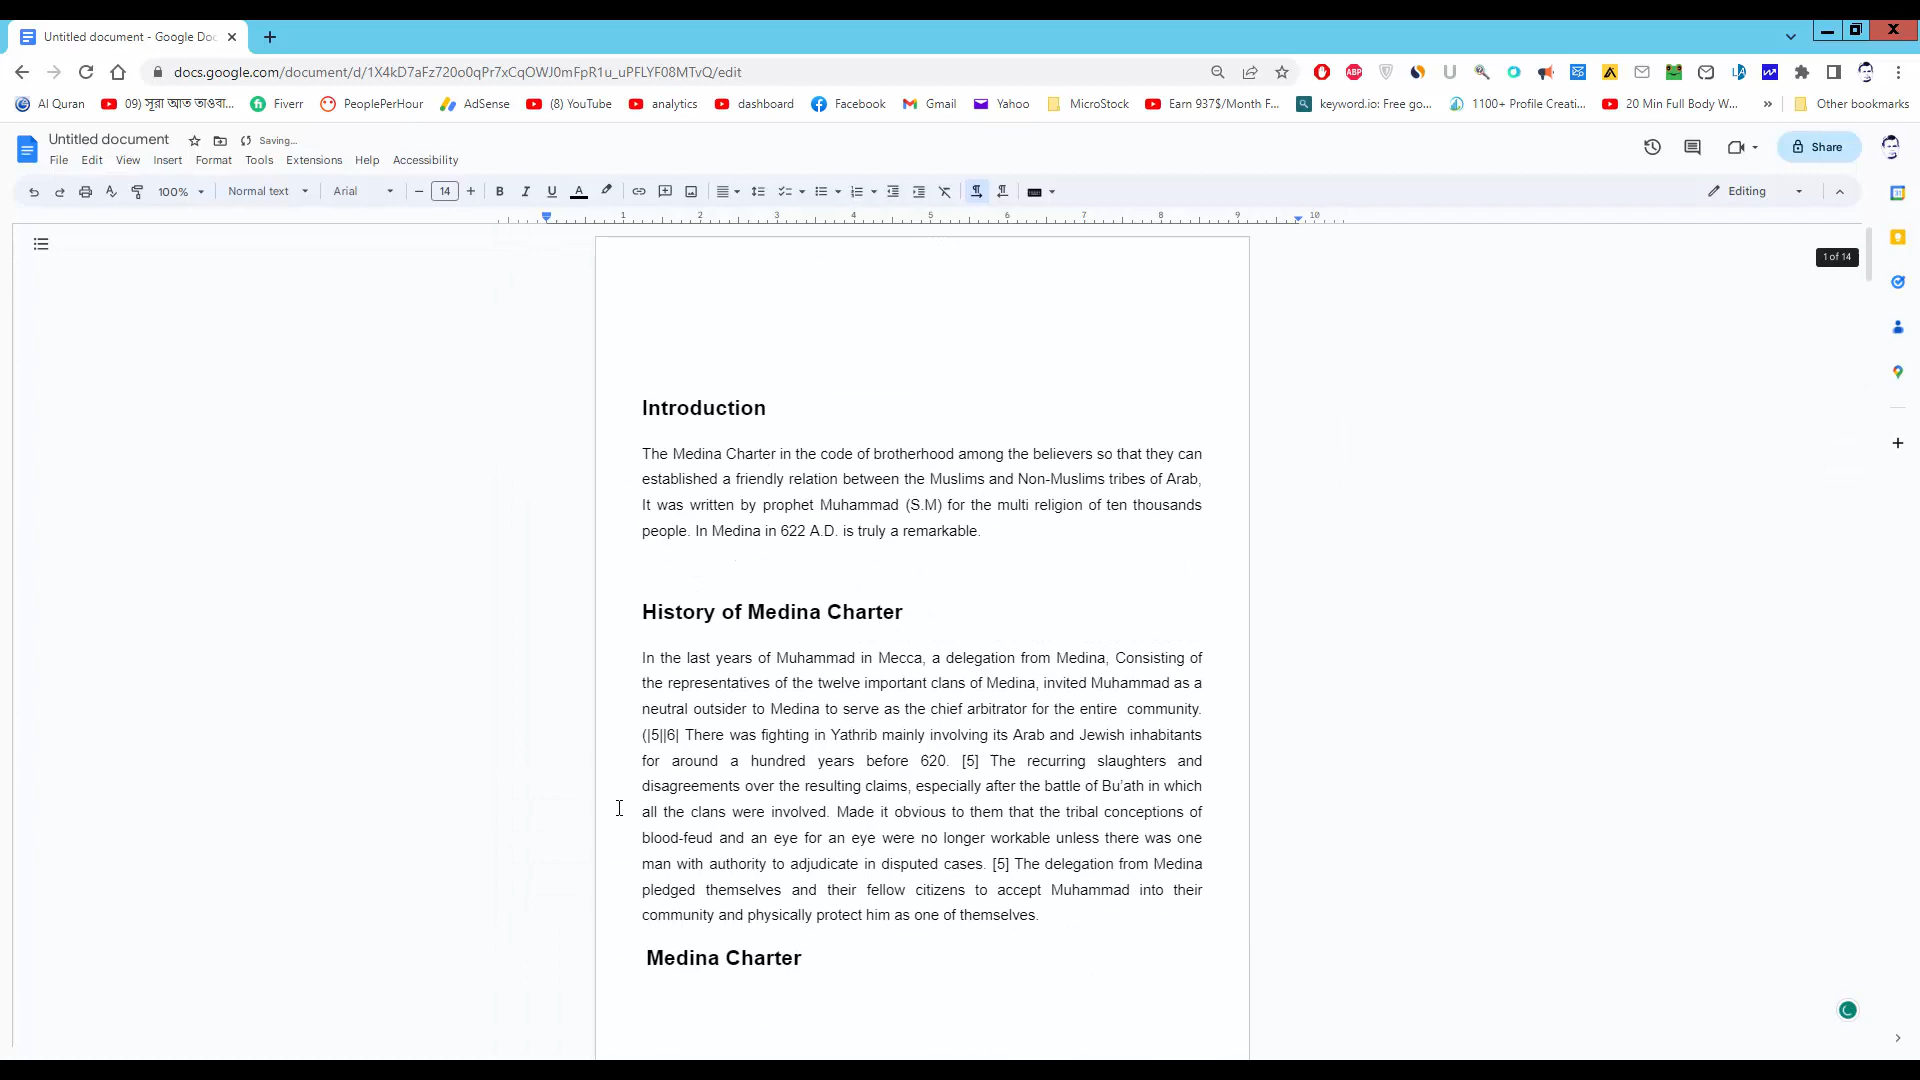 Untitled document - Google Doc
docs.google.com/document/d/1X4kD7aFz720o0qPr7xCqOWJ0mFpR1u_uPFLYF08MTvQ/edit
Al Quran
09) সূরা আত তাওবা...
Fiverr
PeoplePerHour
AdSense
(8) YouTube
analytics
dashboard
Facebook
Gmail
Yahoo
MicroStock
Earn 937$/Month F...
keyword.io: Free go...
1100+ Profile Creati...
20 Min Full Body W...
Other bookmarks
Untitled document
Saving...
File Edit View Insert Format Tools Extensions Help Accessibility
Share
100% Normal text Arial 14
Editing
1 2 3 4 5 6 7 8 9 10
1 of 14
Introduction
The Medina Charter in the code of brotherhood among the believers so that they can
established a friendly relation between the Muslims and Non-Muslims tribes of Arab,
It was written by prophet Muhammad (S.M) for the multi religion of ten thousands
people. In Medina in 622 A.D. is truly a remarkable.
History of Medina Charter
In the last years of Muhammad in Mecca, a delegation from Medina, Consisting of
the representatives of the twelve important clans of Medina, invited Muhammad as a
neutral outsider to Medina to serve as the chief arbitrator for the entire community.
(|5||6| There was fighting in Yathrib mainly involving its Arab and Jewish inhabitants
for around a hundred years before 620. [5] The recurring slaughters and
disagreements over the resulting claims, especially after the battle of Bu'ath in which
all the clans were involved. Made it obvious to them that the tribal conceptions of
blood-feud and an eye for an eye were no longer workable unless there was one
man with authority to adjudicate in disputed cases. [5] The delegation from Medina
pledged themselves and their fellow citizens to accept Muhammad into their
community and physically protect him as one of themselves.
Medina Charter